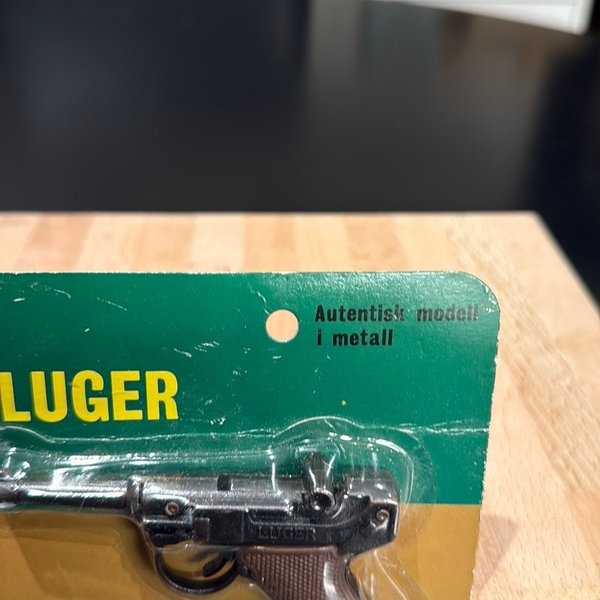 Autentisk modell
i metall
LUGER
LUGER